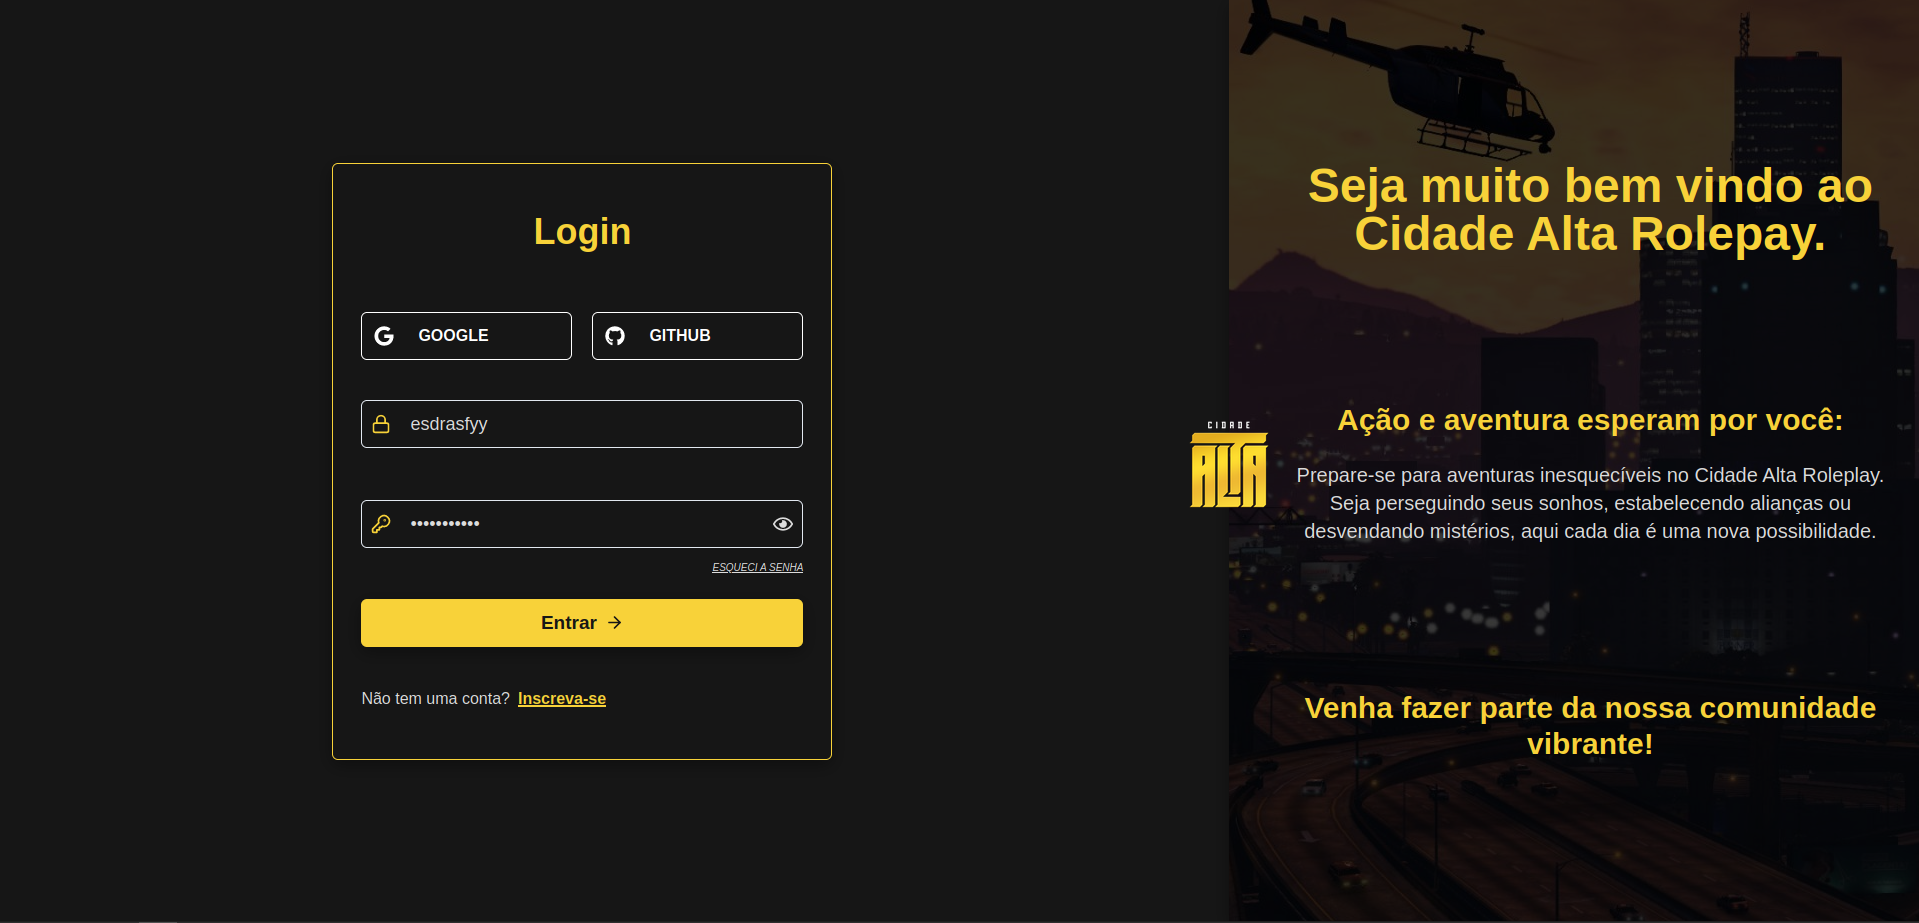 Login
GOOGLE
GITHUB
esdrasfyy
•••••••••••
ESQUECI A SENHA
Entrar →
Não tem uma conta? Inscreva-se
CIDADE
ALTA
Seja muito bem vindo ao
Cidade Alta Rolepay.
Ação e aventura esperam por você:
Prepare-se para aventuras inesquecíveis no Cidade Alta Roleplay.
Seja perseguindo seus sonhos, estabelecendo alianças ou
desvendando mistérios, aqui cada dia é uma nova possibilidade.
Venha fazer parte da nossa comunidade
vibrante!